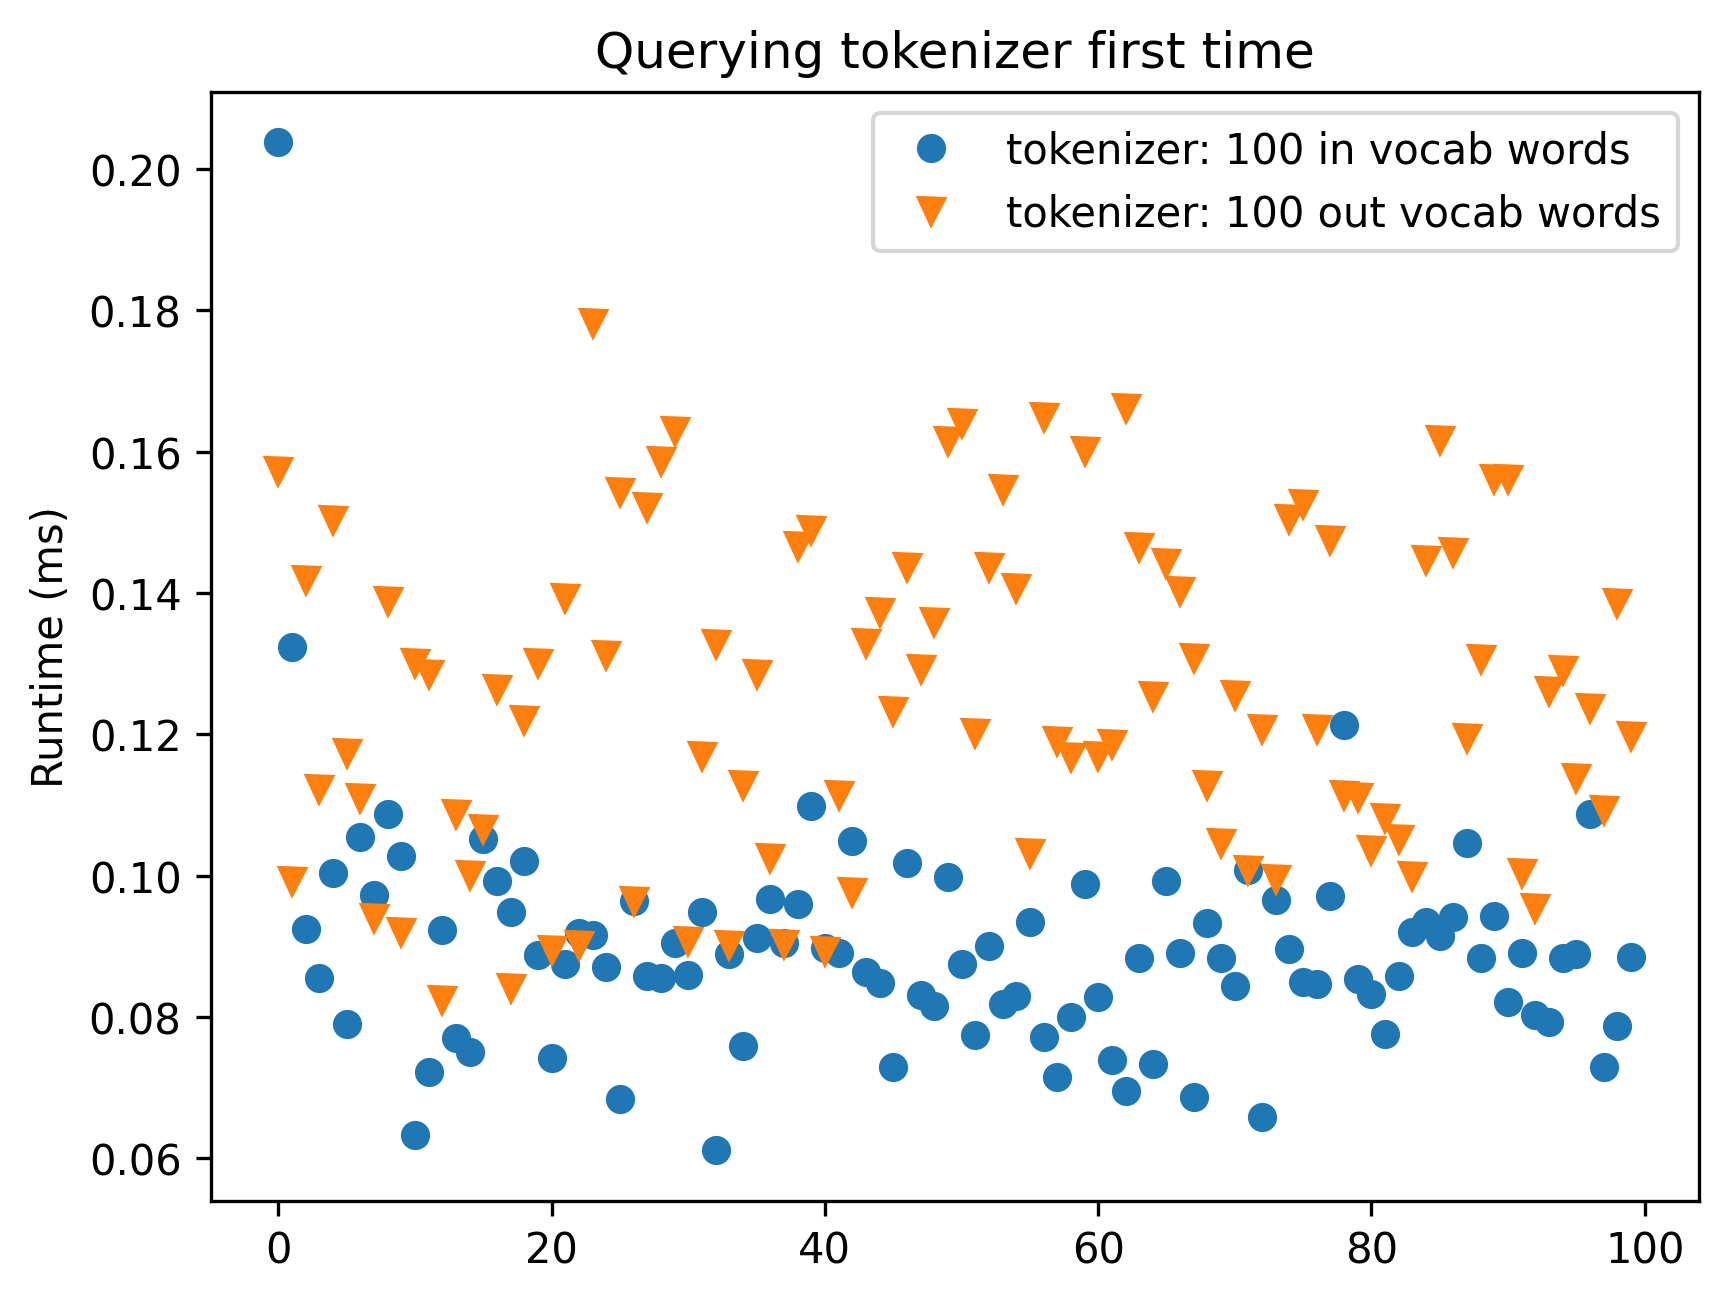 Querying tokenizer first time
tokenizer: 100 in vocab words
tokenizer: 100 out vocab words
Runtime (ms)
0.20
0.18
0.16
0.14
0.12
0.10
0.08
0.06
0 20 40 60 80 100